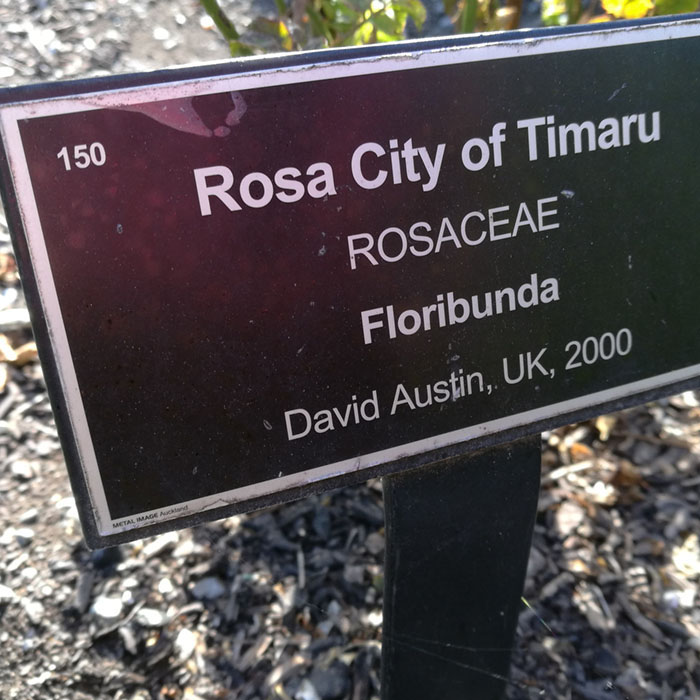 150
Rosa City of Timaru
ROSACEAE
Floribunda
David Austin, UK, 2000
METAL IMAGE Auckland